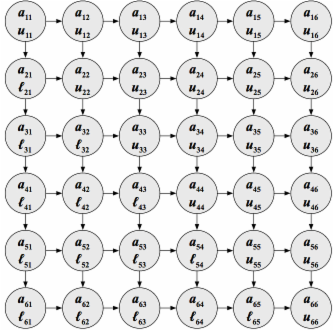 a₁₁ a₁₂ a₁₃ a₁₄ a₁₅ a₁₆
u₁₁ u₁₂ u₁₃ u₁₄ u₁₅ u₁₆
a₂₁ a₂₂ a₂₃ a₂₄ a₂₅ a₂₆
ℓ₂₁ u₂₂ u₂₃ u₂₄ u₂₅ u₂₆
a₃₁ a₃₂ a₃₃ a₃₄ a₃₅ a₃₆
ℓ₃₁ ℓ₃₂ u₃₃ u₃₄ u₃₅ u₃₆
a₄₁ a₄₂ a₄₃ a₄₄ a₄₅ a₄₆
ℓ₄₁ ℓ₄₂ ℓ₄₃ u₄₄ u₄₅ u₄₆
a₅₁ a₅₂ a₅₃ a₅₄ a₅₅ a₅₆
ℓ₅₁ ℓ₅₂ ℓ₅₃ ℓ₅₄ u₅₅ u₅₆
a₆₁ a₆₂ a₆₃ a₆₄ a₆₅ a₆₆
ℓ₆₁ ℓ₆₂ ℓ₆₃ ℓ₆₄ ℓ₆₅ u₆₆